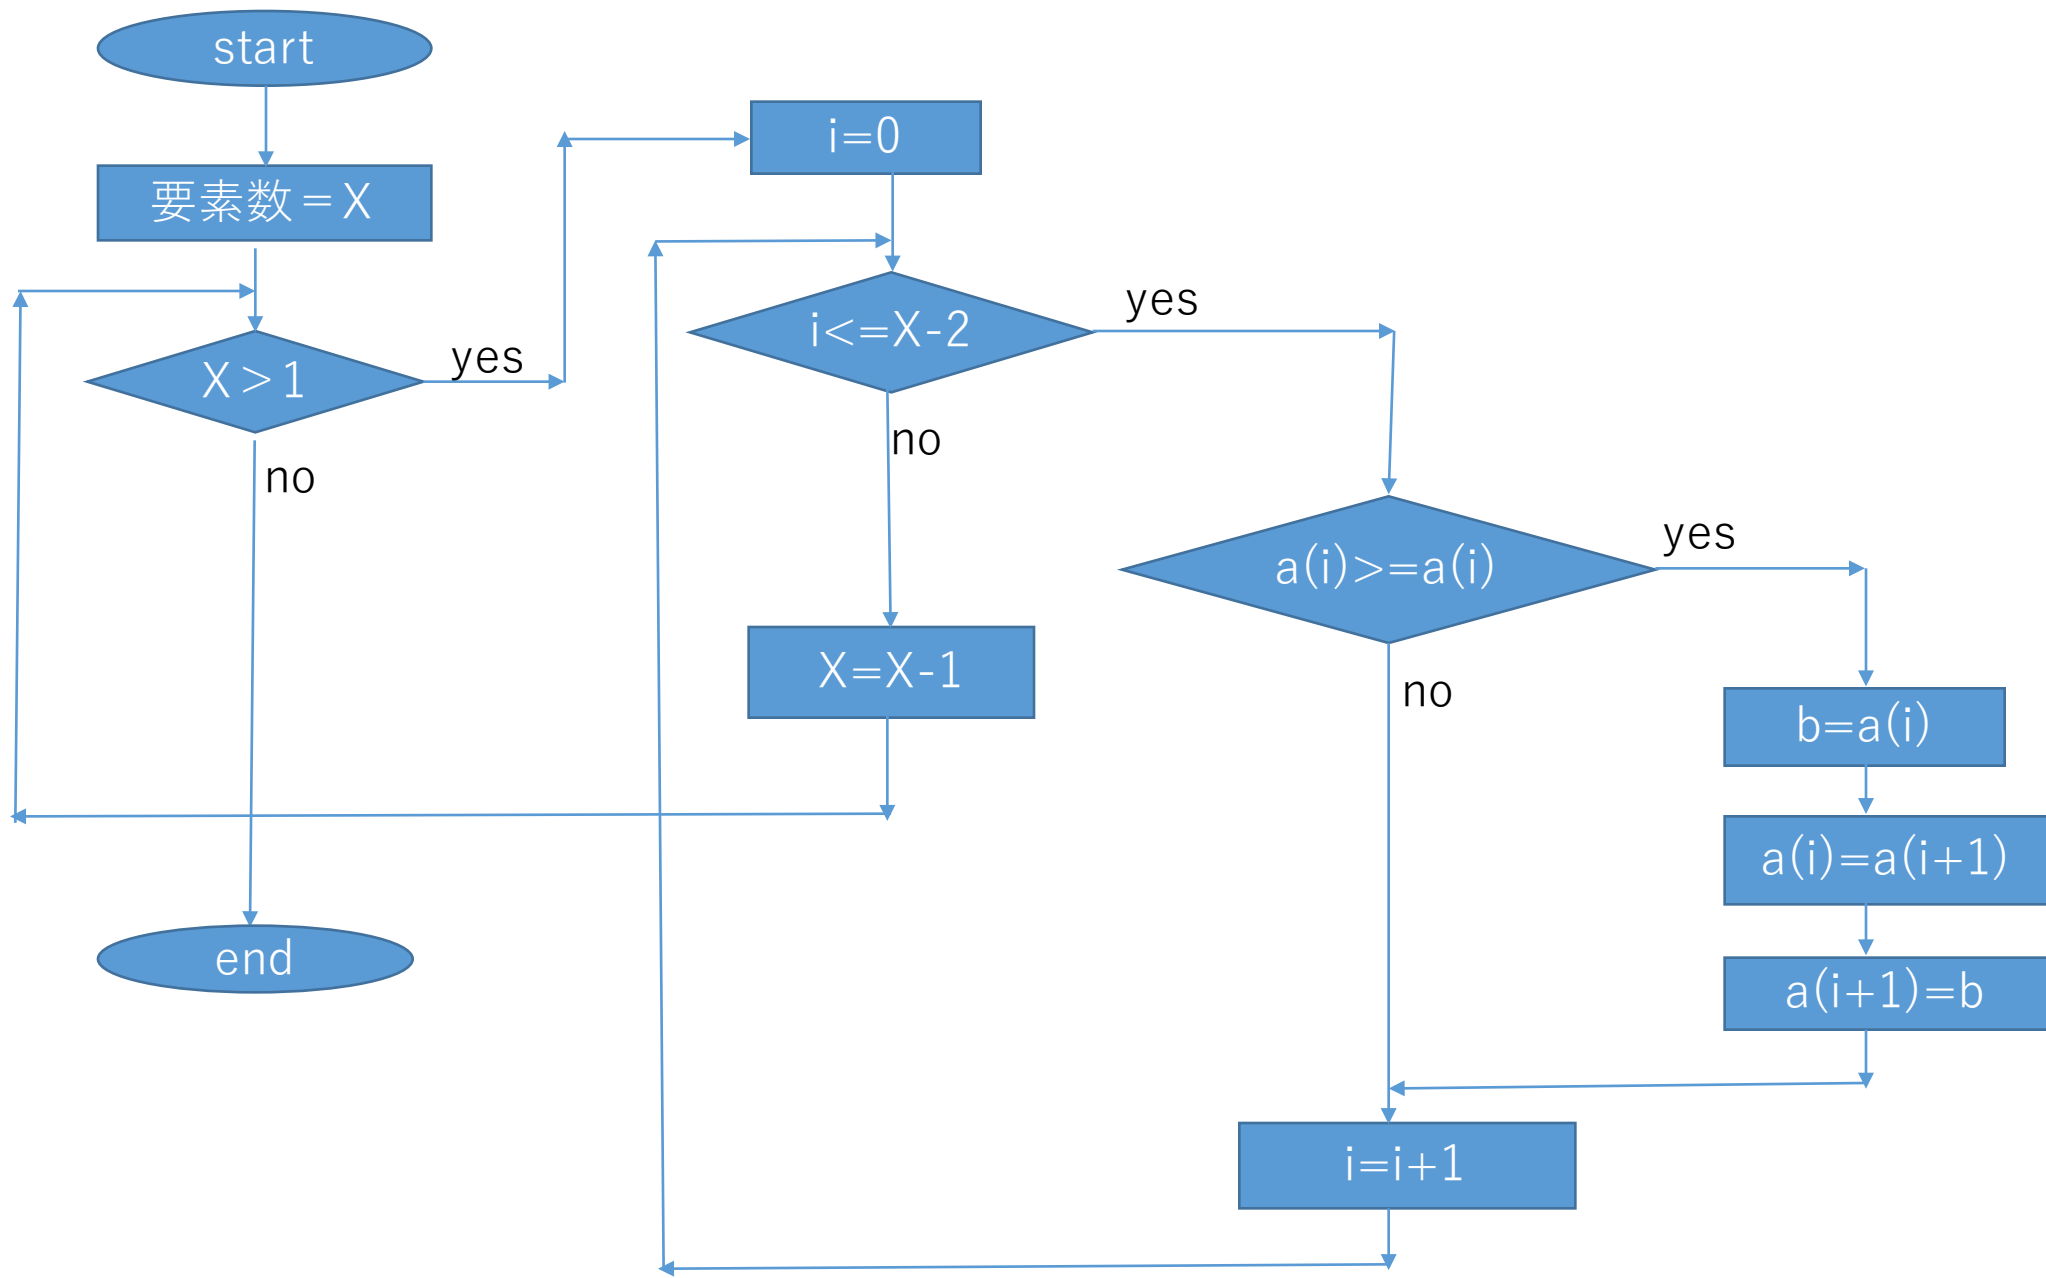 start
要素数＝X
X＞1
yes
no
end
i=0
i<=X-2
yes
no
X=X-1
a(i)>=a(i)
yes
no
b=a(i)
a(i)=a(i+1)
a(i+1)=b
i=i+1